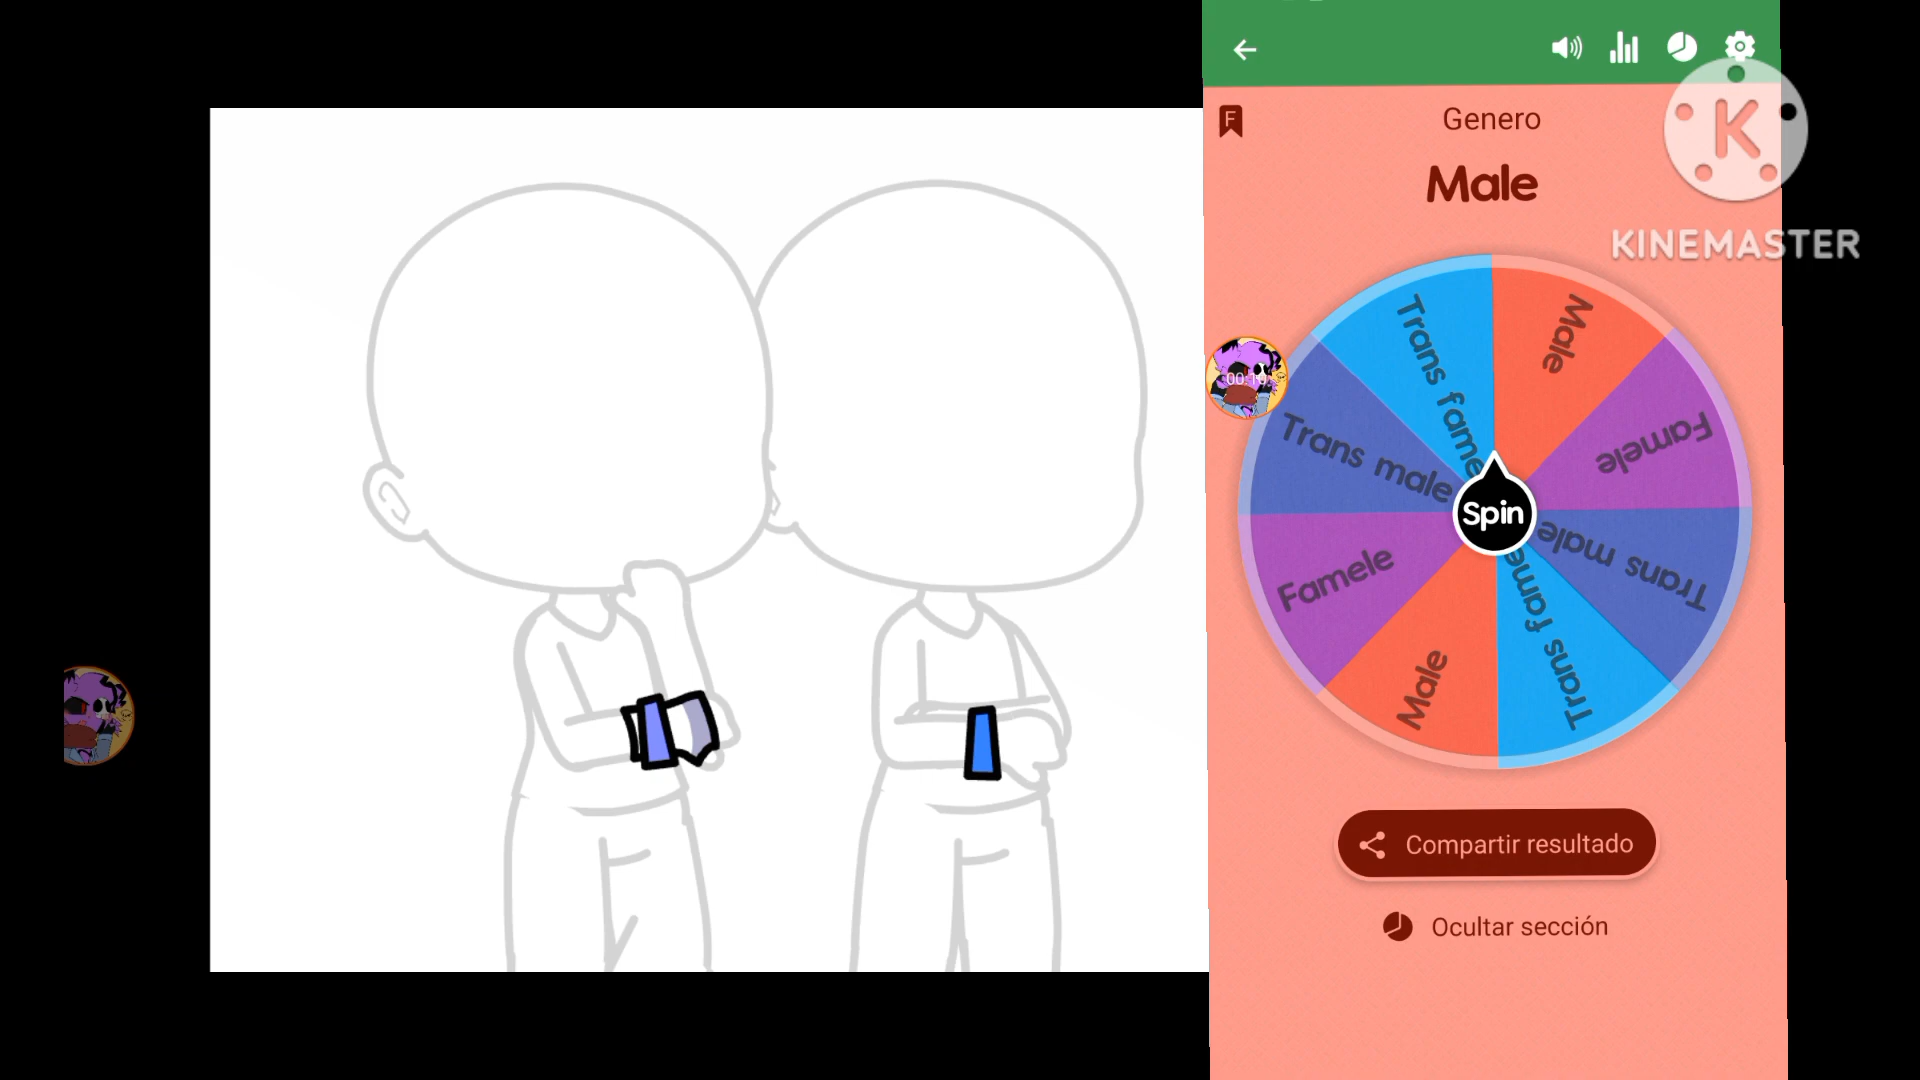 Genero
Male
K
KINEMASTER
F
Trans fame
Male
Famele
Trans male
Trans fame
Male
Famele
Trans male
Spin
Compartir resultado
Ocultar sección